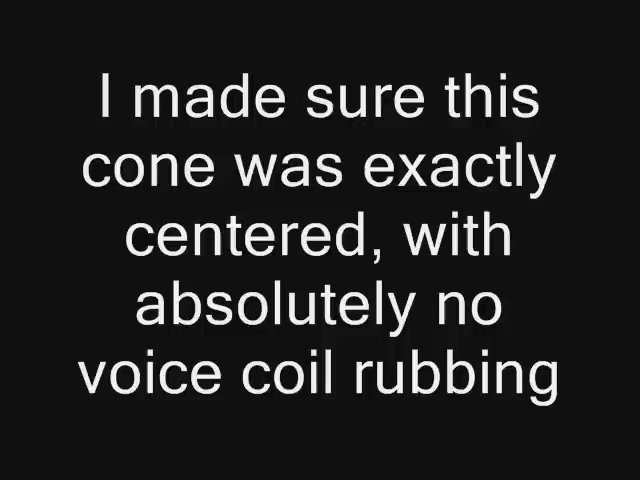 I made sure this
cone was exactly
centered, with
absolutely no
voice coil rubbing